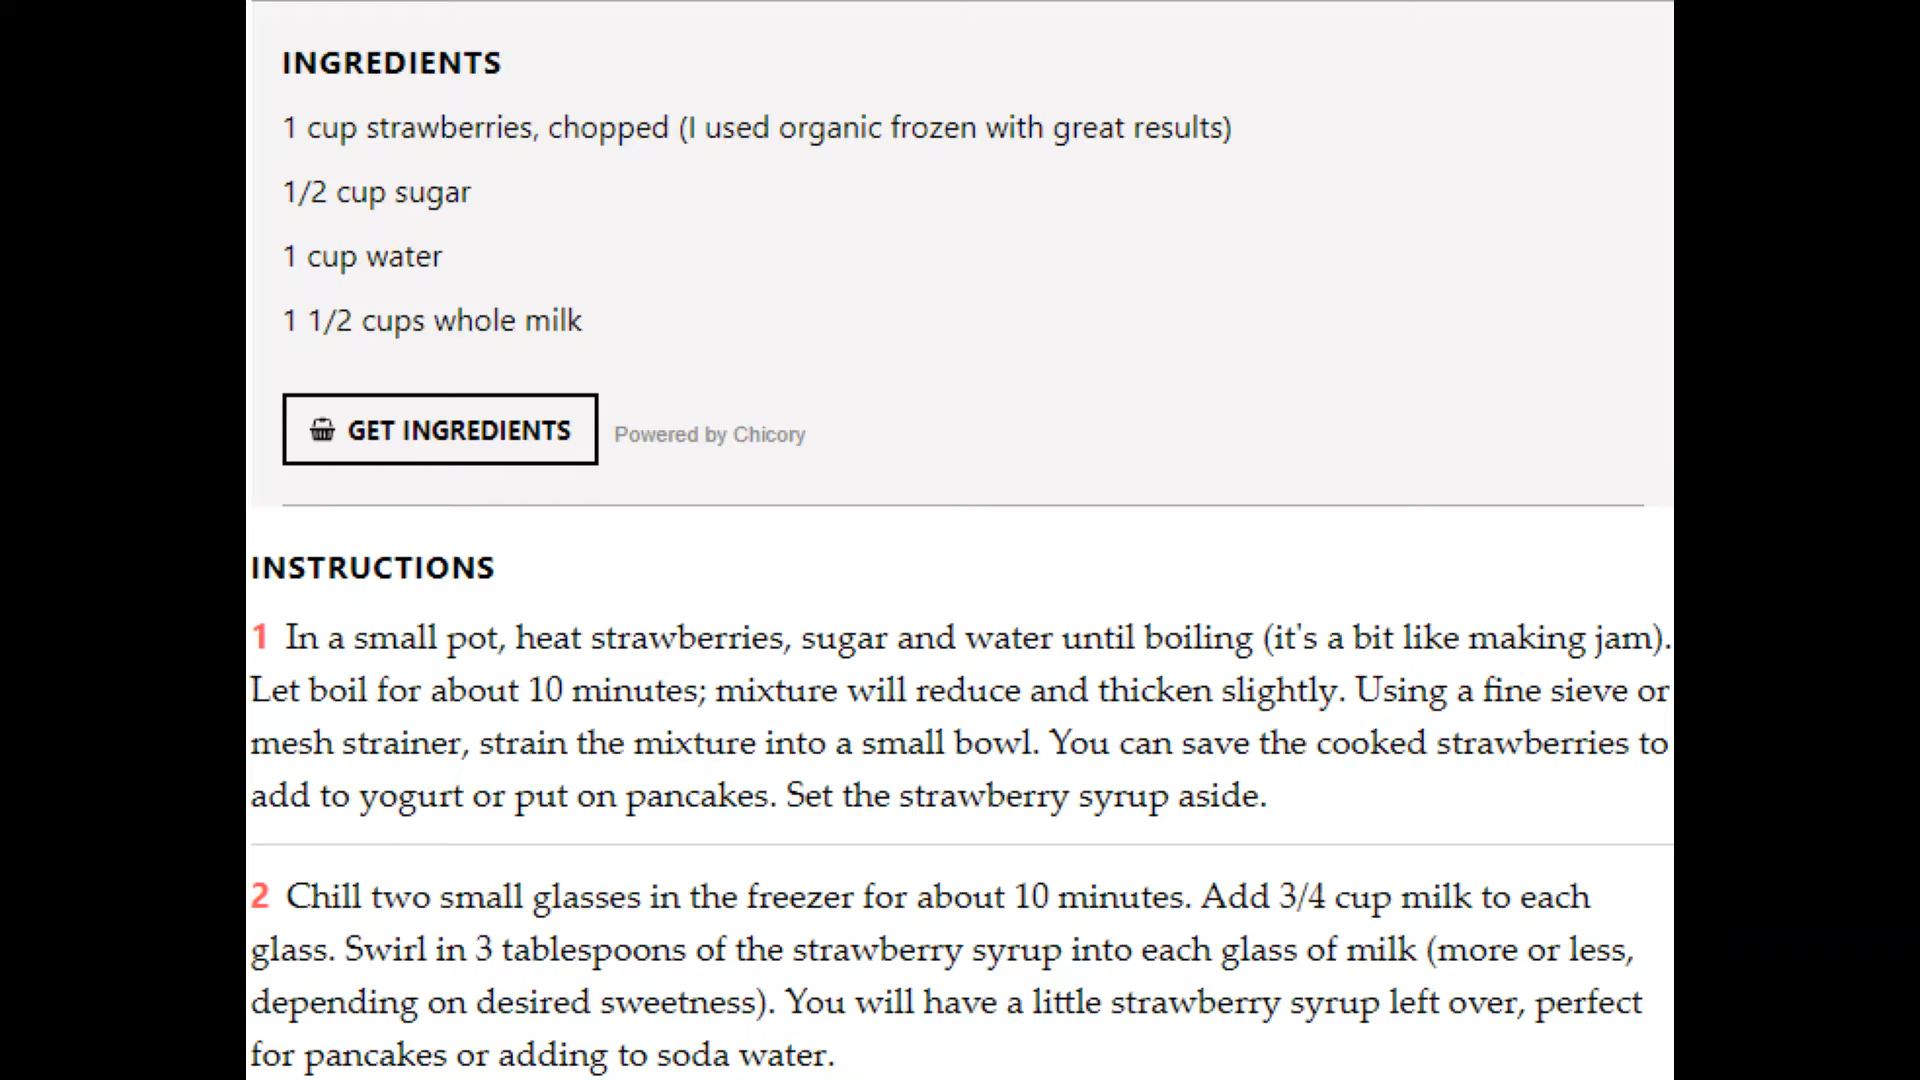 INGREDIENTS
1 cup strawberries, chopped (I used organic frozen with great results)
1/2 cup sugar
1 cup water
1 1/2 cups whole milk
GET INGREDIENTS Powered by Chicory
INSTRUCTIONS
1 In a small pot, heat strawberries, sugar and water until boiling (it's a bit like making jam).
Let boil for about 10 minutes; mixture will reduce and thicken slightly. Using a fine sieve or
mesh strainer, strain the mixture into a small bowl. You can save the cooked strawberries to
add to yogurt or put on pancakes. Set the strawberry syrup aside.
2 Chill two small glasses in the freezer for about 10 minutes. Add 3/4 cup milk to each
glass. Swirl in 3 tablespoons of the strawberry syrup into each glass of milk (more or less,
depending on desired sweetness). You will have a little strawberry syrup left over, perfect
for pancakes or adding to soda water.